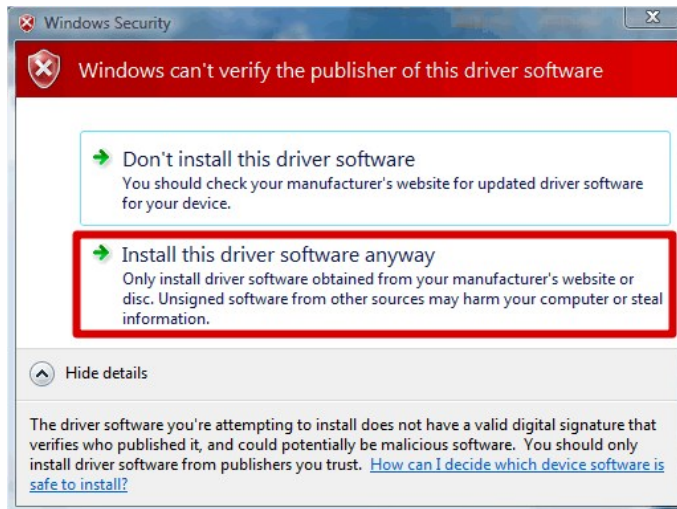 Windows Security
Windows can't verify the publisher of this driver software
Don't install this driver software
You should check your manufacturer's website for updated driver software
for your device.
Install this driver software anyway
Only install driver software obtained from your manufacturer's website or
disc. Unsigned software from other sources may harm your computer or steal
information.
Hide details
The driver software you're attempting to install does not have a valid digital signature that
verifies who published it, and could potentially be malicious software.  You should only
install driver software from publishers you trust.  How can I decide which device software is
safe to install?